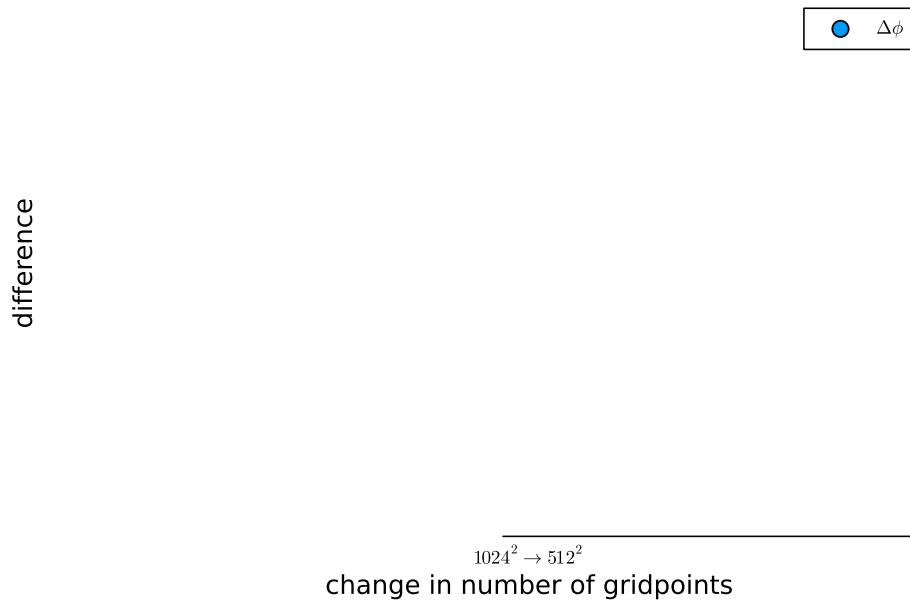 Δϕ
difference
1024² → 512²
change in number of gridpoints